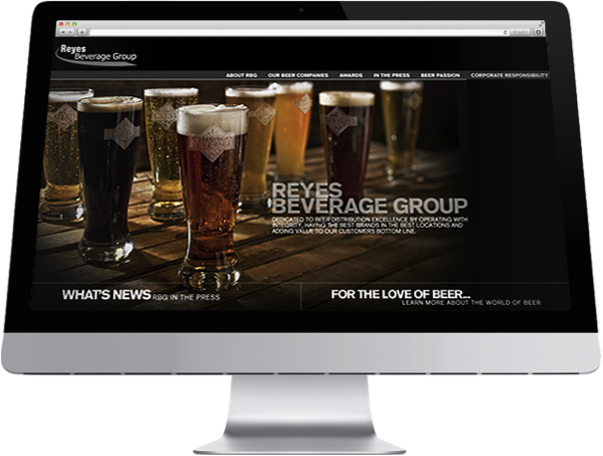 Reyes
Beverage Group
ABOUT RBG OUR BEER COMPANIES AWARDS IN THE PRESS BEER PASSION CORPORATE RESPONSIBILITY
REYES
BEVERAGE GROUP
DEDICATED TO BEER DISTRIBUTION EXCELLENCE BY OPERATING WITH
INTEGRITY, HAVING THE BEST BRANDS IN THE BEST LOCATIONS AND
ADDING VALUE TO OUR CUSTOMERS BOTTOM LINE.
WHAT'S NEWS RBG IN THE PRESS
FOR THE LOVE OF BEER...
LEARN MORE ABOUT THE WORLD OF BEER